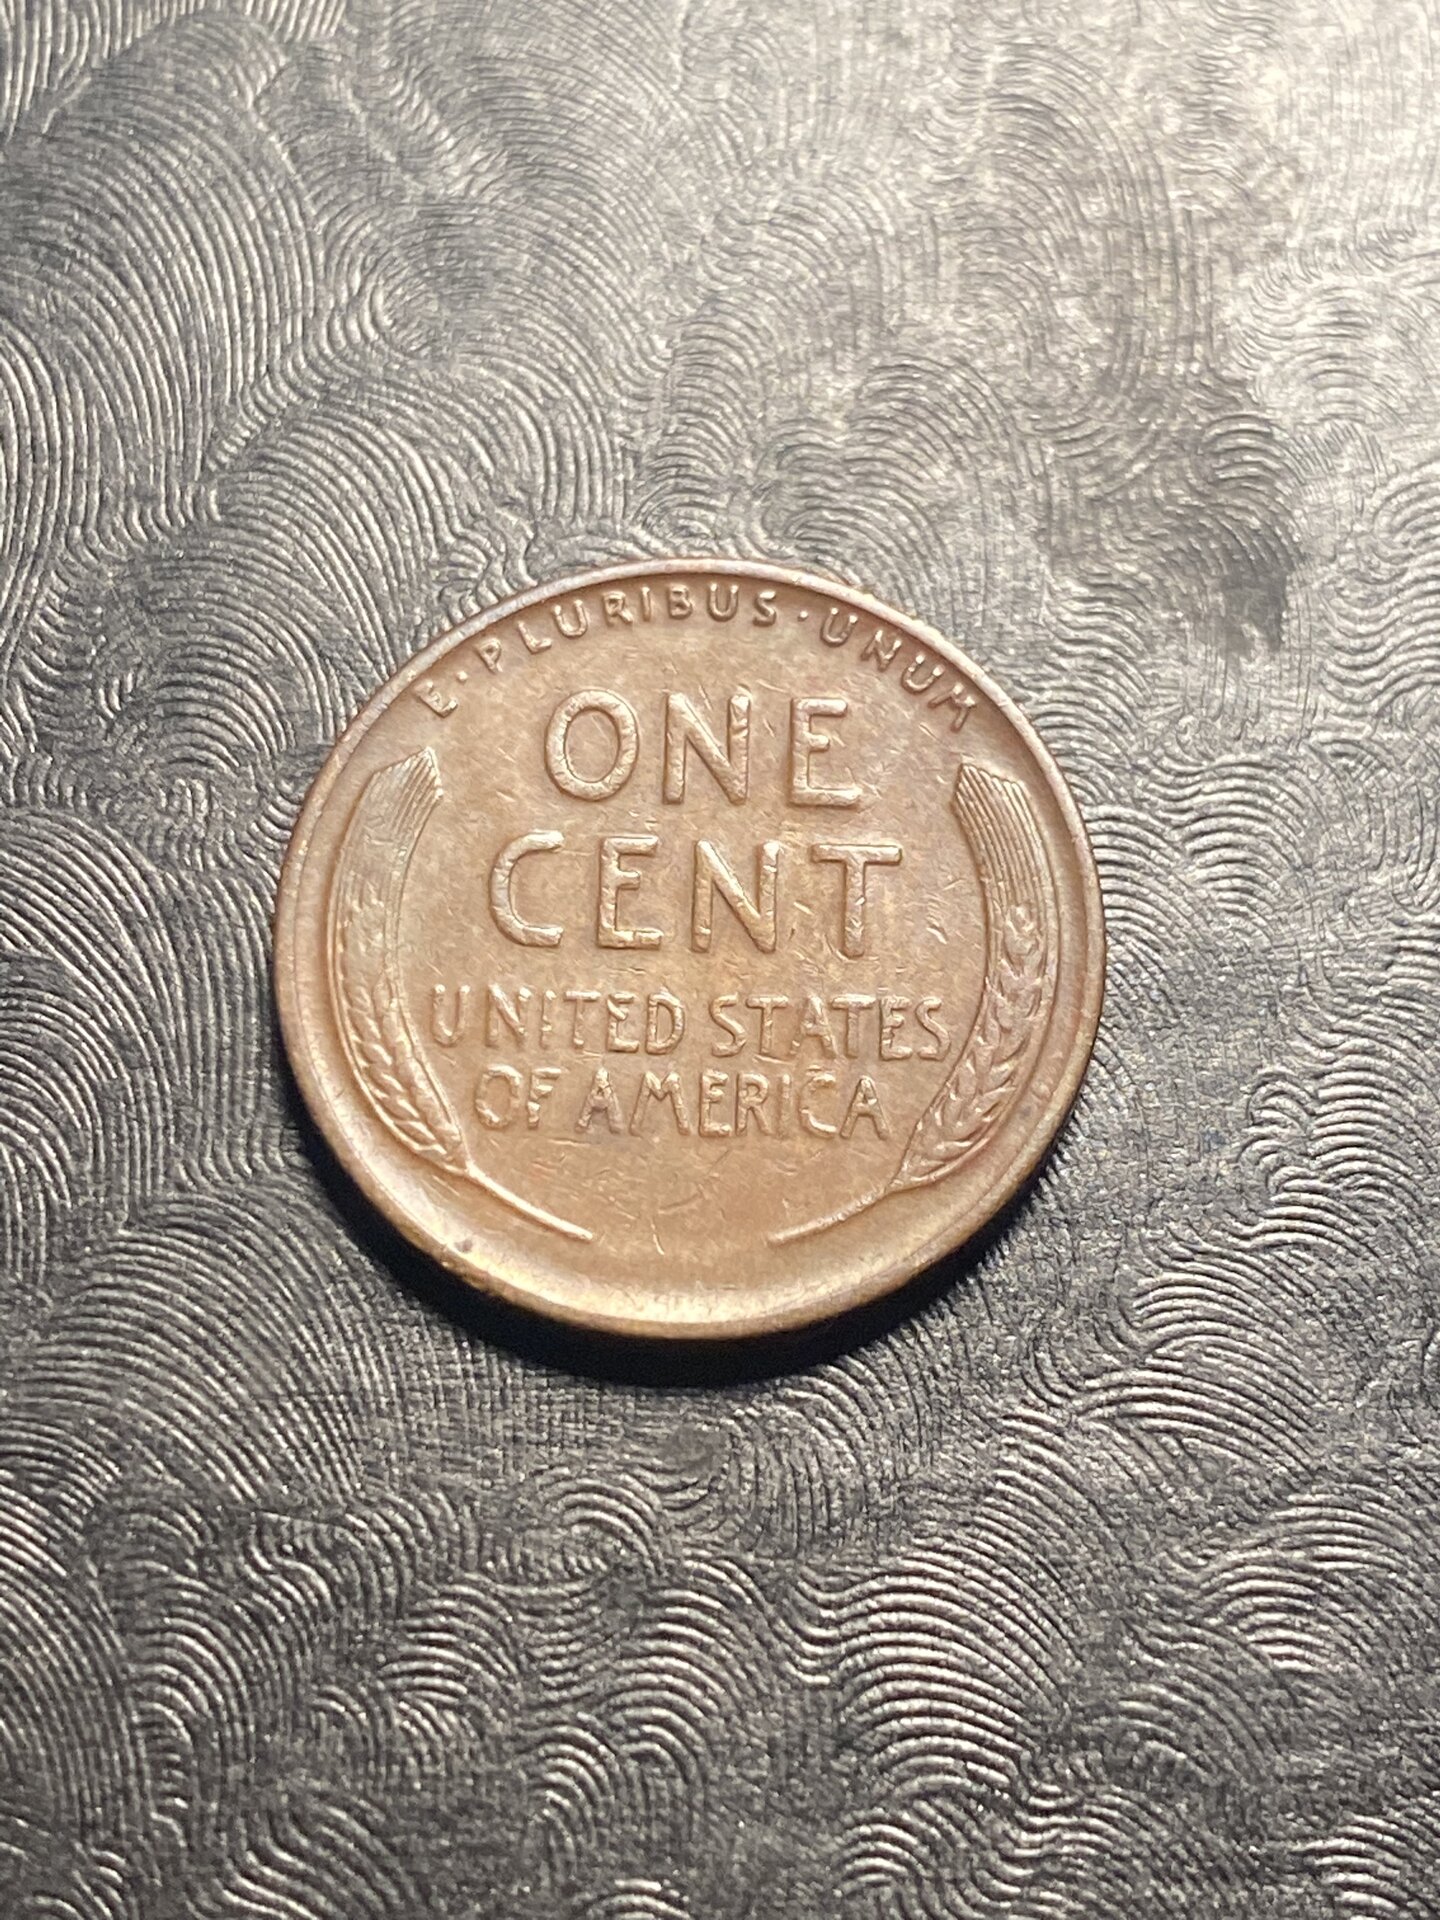 E·PLURIBUS·UNUM
ONE
CENT
UNITED STATES
OF AMERICA